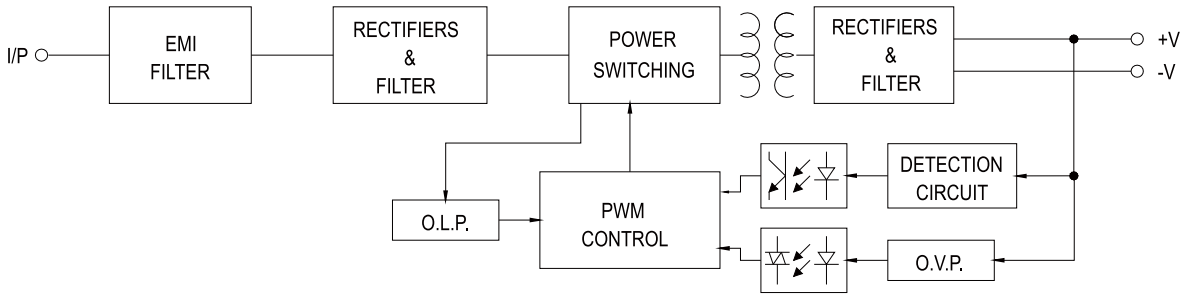 I/P
EMI
FILTER
RECTIFIERS
&
FILTER
POWER
SWITCHING
RECTIFIERS
&
FILTER
+V
-V
O.L.P.
PWM
CONTROL
DETECTION
CIRCUIT
O.V.P.